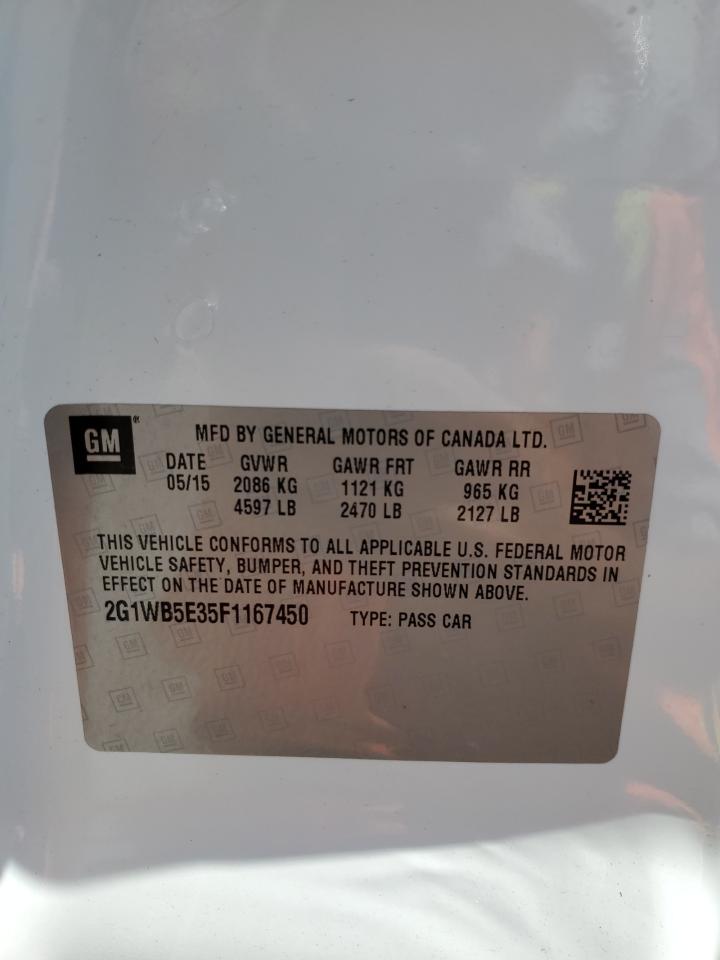 GM
MFD BY GENERAL MOTORS OF CANADA LTD.
DATE GVWR GAWR FRT GAWR RR
05/15 2086 KG 1121 KG 965 KG
4597 LB 2470 LB 2127 LB
THIS VEHICLE CONFORMS TO ALL APPLICABLE U.S. FEDERAL MOTOR
VEHICLE SAFETY, BUMPER, AND THEFT PREVENTION STANDARDS IN
EFFECT ON THE DATE OF MANUFACTURE SHOWN ABOVE.
2G1WB5E35F1167450 TYPE: PASS CAR